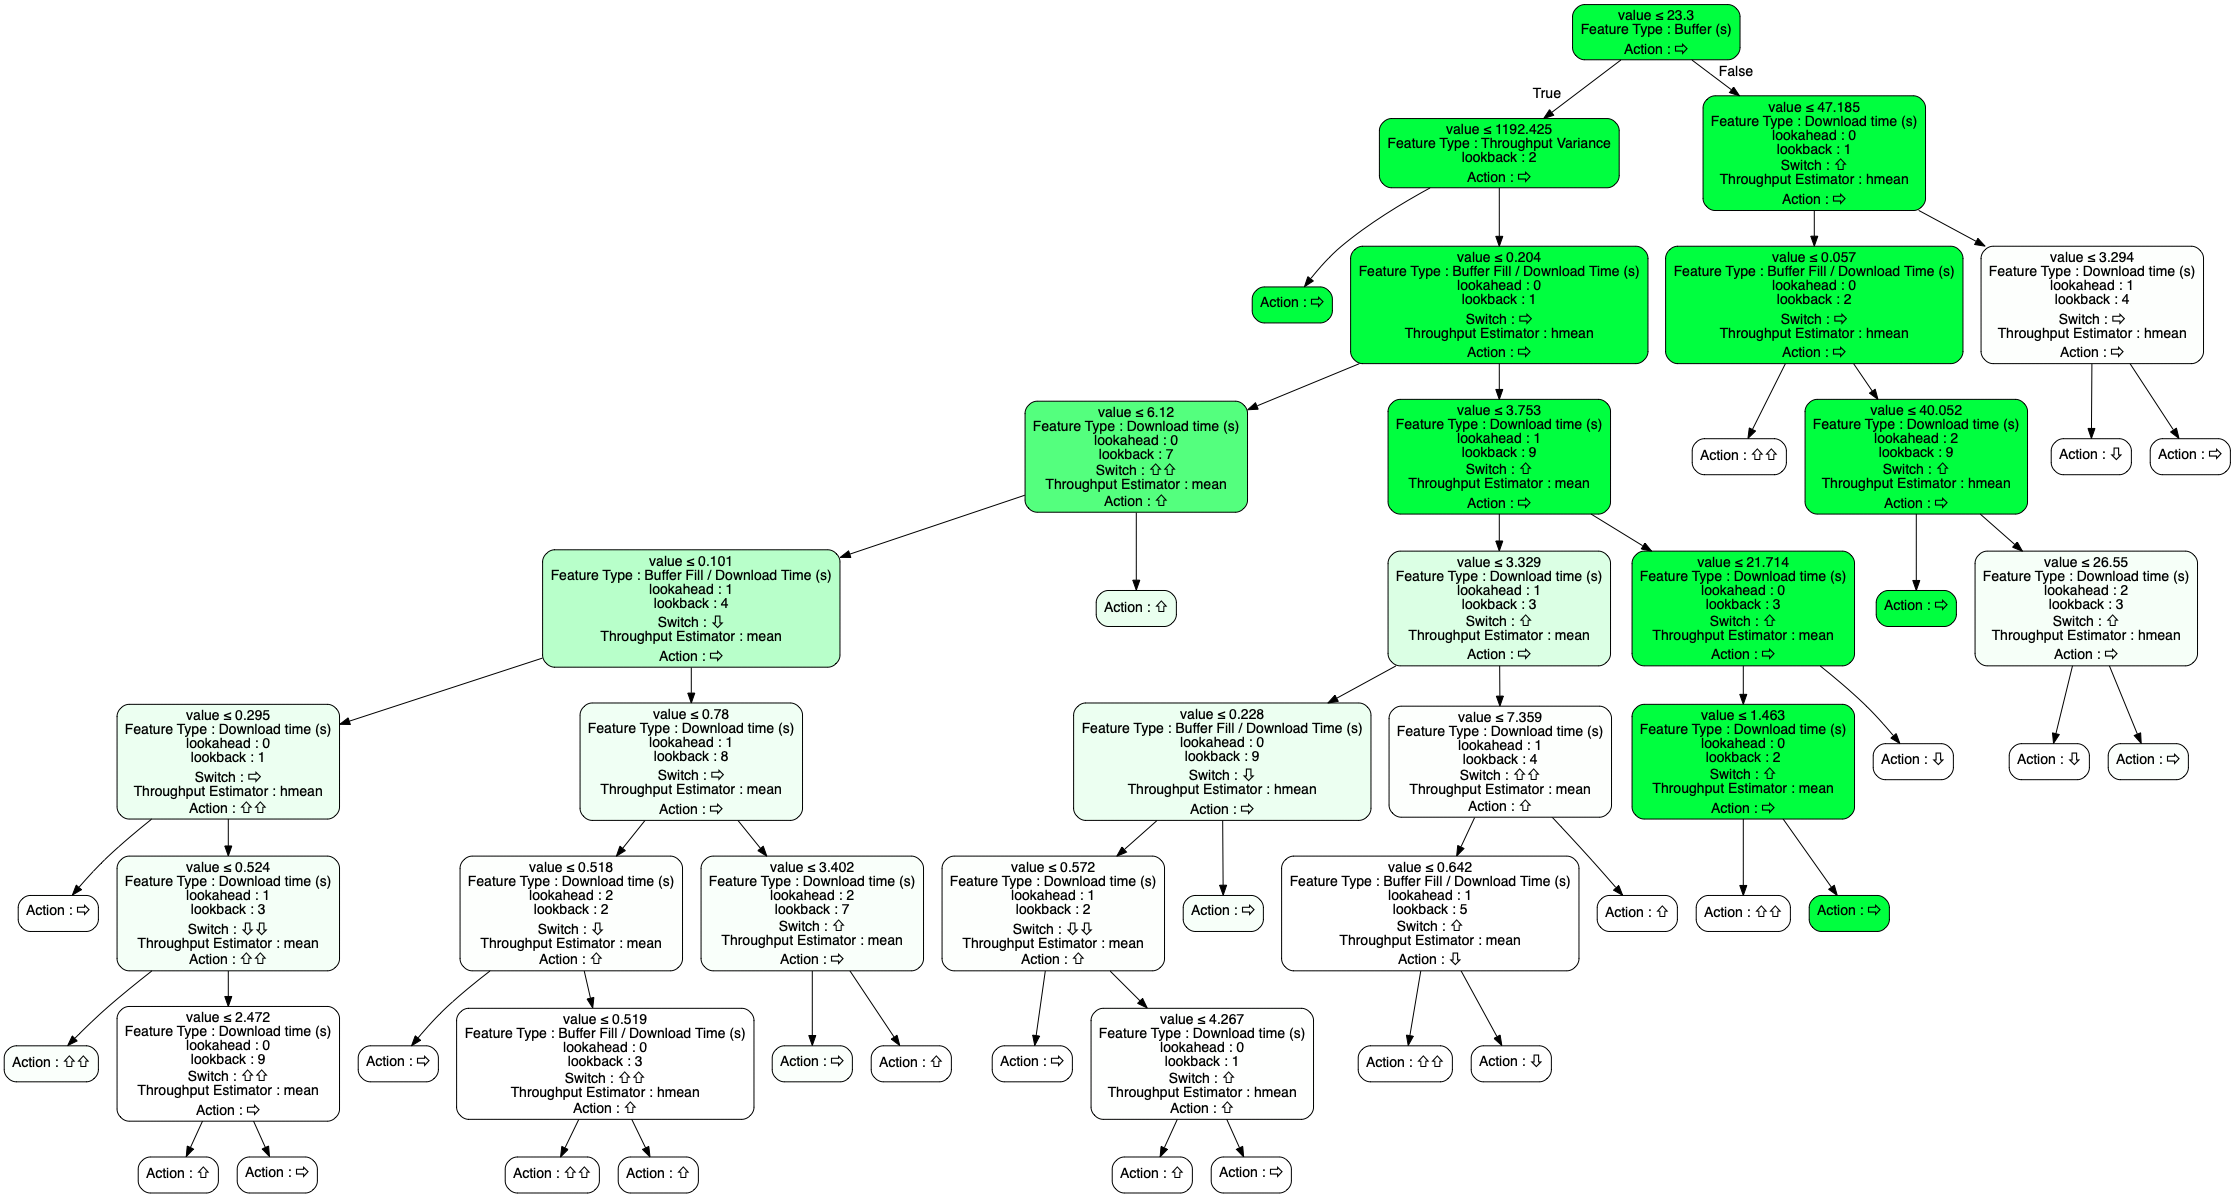 value ≤ 23.3
Feature Type : Buffer (s)
Action : ⇨
True
False
value ≤ 1192.425
Feature Type : Throughput Variance
lookback : 2
Action : ⇨
value ≤ 47.185
Feature Type : Download time (s)
lookahead : 0
lookback : 1
Switch : ⇧
Throughput Estimator : hmean
Action : ⇨
Action : ⇨
value ≤ 0.204
Feature Type : Buffer Fill / Download Time (s)
lookahead : 0
lookback : 1
Switch : ⇨
Throughput Estimator : hmean
Action : ⇨
value ≤ 0.057
Feature Type : Buffer Fill / Download Time (s)
lookahead : 0
lookback : 2
Switch : ⇨
Throughput Estimator : hmean
Action : ⇨
value ≤ 3.294
Feature Type : Download time (s)
lookahead : 1
lookback : 4
Switch : ⇨
Throughput Estimator : hmean
Action : ⇨
value ≤ 6.12
Feature Type : Download time (s)
lookahead : 0
lookback : 7
Switch : ⇧⇧
Throughput Estimator : mean
Action : ⇧
value ≤ 3.753
Feature Type : Download time (s)
lookahead : 1
lookback : 9
Switch : ⇧
Throughput Estimator : mean
Action : ⇨
Action : ⇧⇧
value ≤ 40.052
Feature Type : Download time (s)
lookahead : 2
lookback : 9
Switch : ⇧
Throughput Estimator : hmean
Action : ⇨
Action : ⇩
Action : ⇨
value ≤ 0.101
Feature Type : Buffer Fill / Download Time (s)
lookahead : 1
lookback : 4
Switch : ⇩
Throughput Estimator : mean
Action : ⇨
Action : ⇧
value ≤ 3.329
Feature Type : Download time (s)
lookahead : 1
lookback : 3
Switch : ⇧
Throughput Estimator : mean
Action : ⇨
value ≤ 21.714
Feature Type : Download time (s)
lookahead : 0
lookback : 3
Switch : ⇧
Throughput Estimator : mean
Action : ⇨
Action : ⇨
value ≤ 26.55
Feature Type : Download time (s)
lookahead : 2
lookback : 3
Switch : ⇧
Throughput Estimator : hmean
Action : ⇨
value ≤ 0.295
Feature Type : Download time (s)
lookahead : 0
lookback : 1
Switch : ⇨
Throughput Estimator : hmean
Action : ⇧⇧
value ≤ 0.78
Feature Type : Download time (s)
lookahead : 1
lookback : 8
Switch : ⇨
Throughput Estimator : mean
Action : ⇨
value ≤ 0.228
Feature Type : Buffer Fill / Download Time (s)
lookahead : 0
lookback : 9
Switch : ⇩
Throughput Estimator : hmean
Action : ⇨
value ≤ 7.359
Feature Type : Download time (s)
lookahead : 1
lookback : 4
Switch : ⇧⇧
Throughput Estimator : mean
Action : ⇧
value ≤ 1.463
Feature Type : Download time (s)
lookahead : 0
lookback : 2
Switch : ⇧
Throughput Estimator : mean
Action : ⇨
Action : ⇩
Action : ⇩
Action : ⇨
Action : ⇨
value ≤ 0.524
Feature Type : Download time (s)
lookahead : 1
lookback : 3
Switch : ⇩⇩
Throughput Estimator : mean
Action : ⇧⇧
value ≤ 0.518
Feature Type : Download time (s)
lookahead : 2
lookback : 2
Switch : ⇩
Throughput Estimator : mean
Action : ⇧
value ≤ 3.402
Feature Type : Download time (s)
lookahead : 2
lookback : 7
Switch : ⇧
Throughput Estimator : mean
Action : ⇨
value ≤ 0.572
Feature Type : Download time (s)
lookahead : 1
lookback : 2
Switch : ⇩⇩
Throughput Estimator : mean
Action : ⇧
Action : ⇨
value ≤ 0.642
Feature Type : Buffer Fill / Download Time (s)
lookahead : 1
lookback : 5
Switch : ⇧
Throughput Estimator : mean
Action : ⇩
Action : ⇧
Action : ⇧⇧
Action : ⇨
Action : ⇧⇧
value ≤ 2.472
Feature Type : Download time (s)
lookahead : 0
lookback : 9
Switch : ⇧⇧
Throughput Estimator : mean
Action : ⇨
Action : ⇨
value ≤ 0.519
Feature Type : Buffer Fill / Download Time (s)
lookahead : 0
lookback : 3
Switch : ⇧⇧
Throughput Estimator : hmean
Action : ⇧
Action : ⇨
Action : ⇧
Action : ⇨
value ≤ 4.267
Feature Type : Download time (s)
lookahead : 0
lookback : 1
Switch : ⇧
Throughput Estimator : hmean
Action : ⇧
Action : ⇧⇧
Action : ⇩
Action : ⇧
Action : ⇨
Action : ⇧⇧
Action : ⇧
Action : ⇧
Action : ⇨